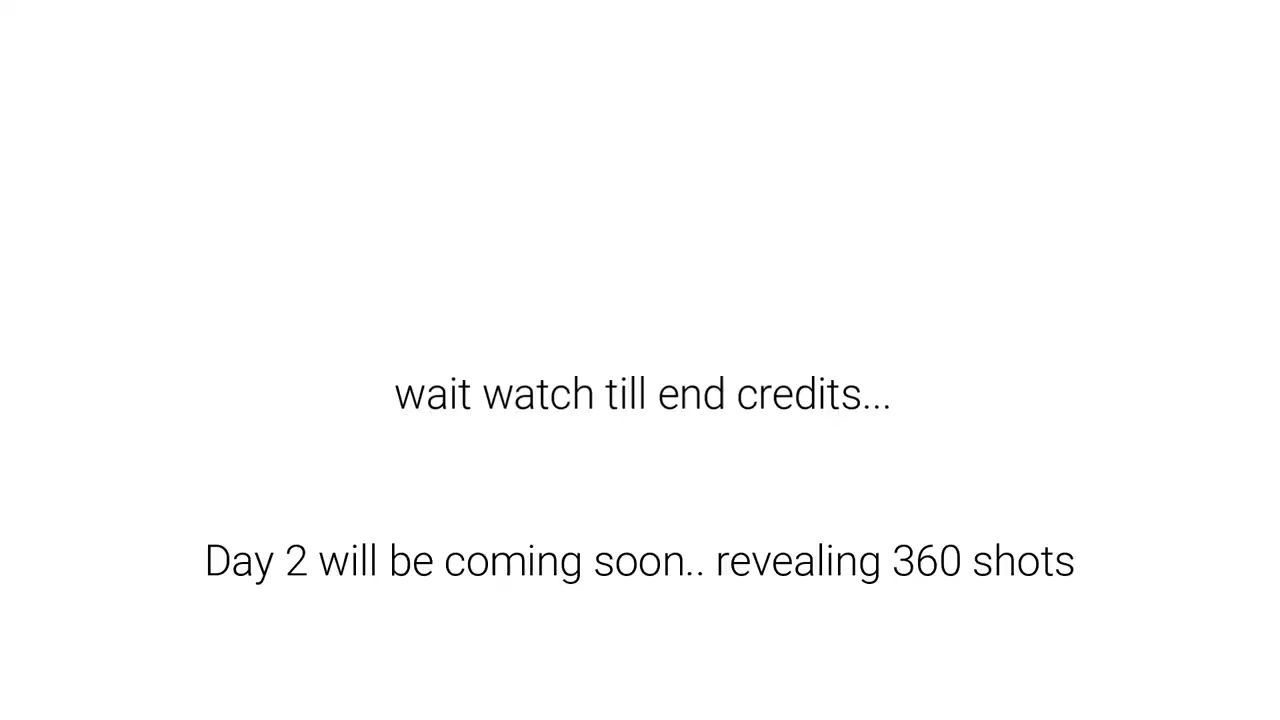 wait watch till end credits...
Day 2 will be coming soon.. revealing 360 shots